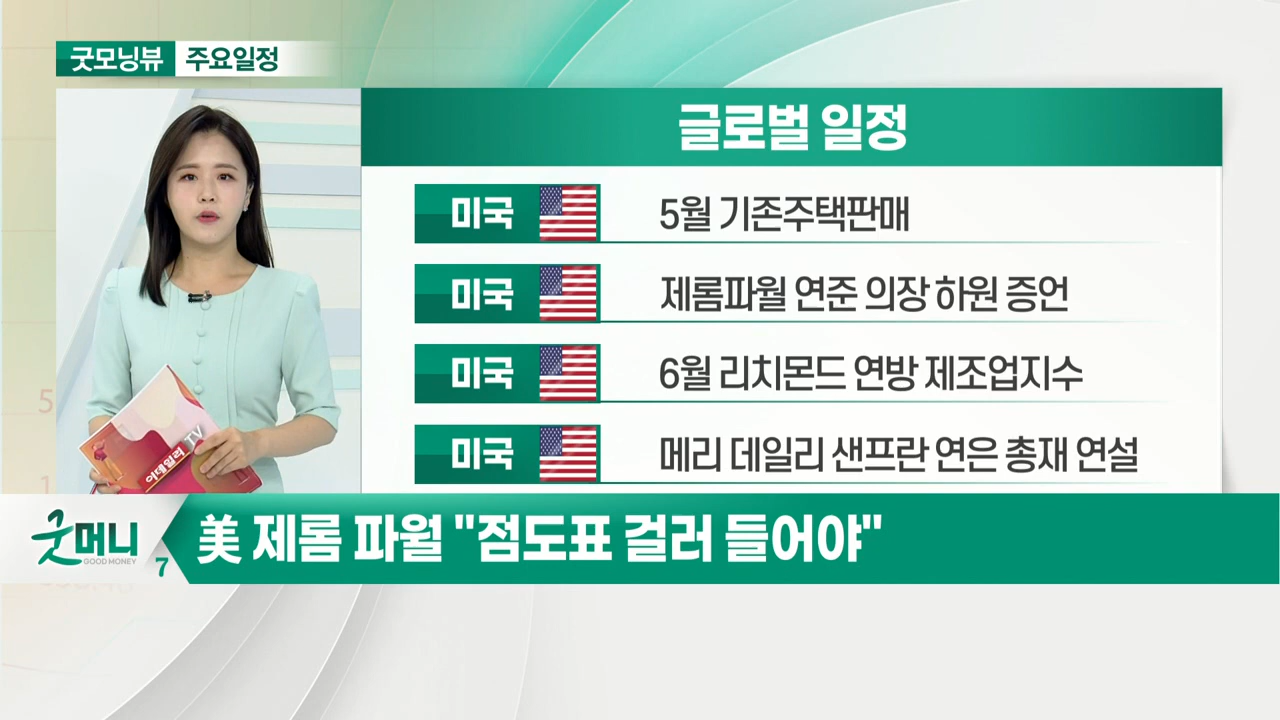 굿모닝뷰 주요일정
글로벌 일정
미국 5월 기존주택판매
미국 제롬파월 연준 의장 하원 증언
미국 6월 리치몬드 연방 제조업지수
미국 메리 데일리 샌프란 연은 총재 연설
5
1
이데일리 TV
굿머니
GOOD MONEY
7
美 제롬 파월 "점도표 걸러 들어야"